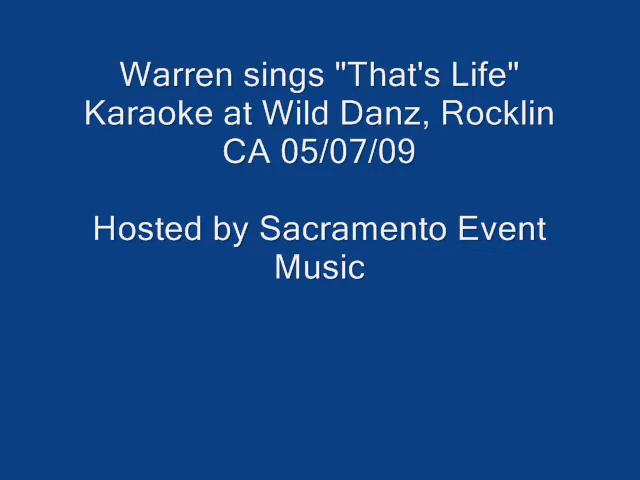 Warren sings "That's Life"
Karaoke at Wild Danz, Rocklin
CA 05/07/09
Hosted by Sacramento Event
Music